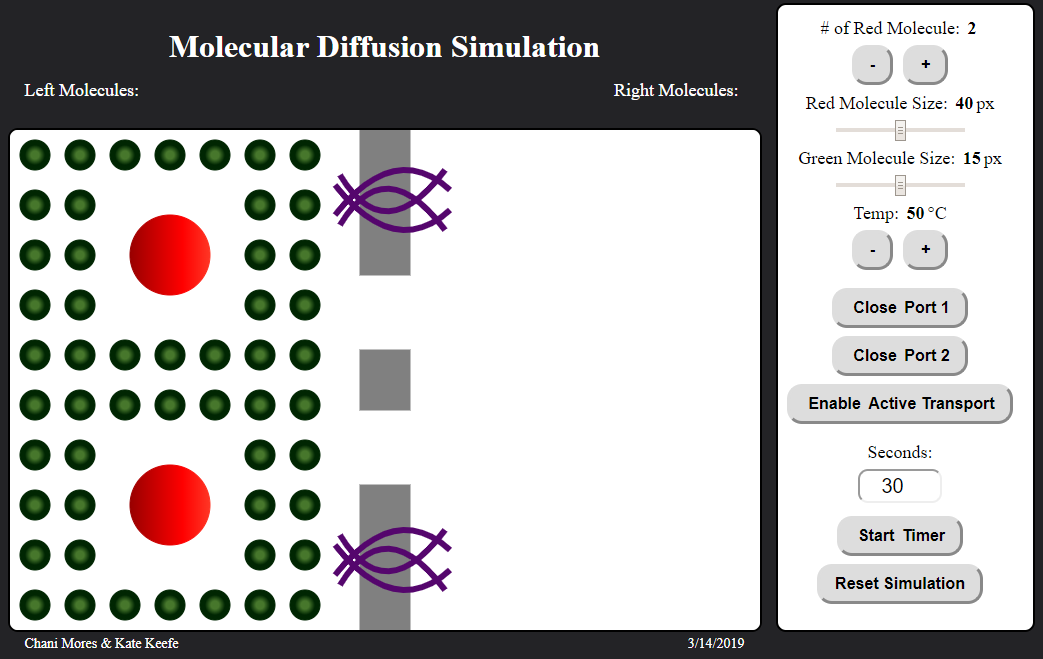 Molecular Diffusion Simulation
Left Molecules:
Right Molecules:
Chani Mores & Kate Keefe
3/14/2019
# of Red Molecule: 2
-
+
Red Molecule Size: 40 px
Green Molecule Size: 15 px
Temp: 50 °C
-
+
Close Port 1
Close Port 2
Enable Active Transport
Seconds:
30
Start Timer
Reset Simulation